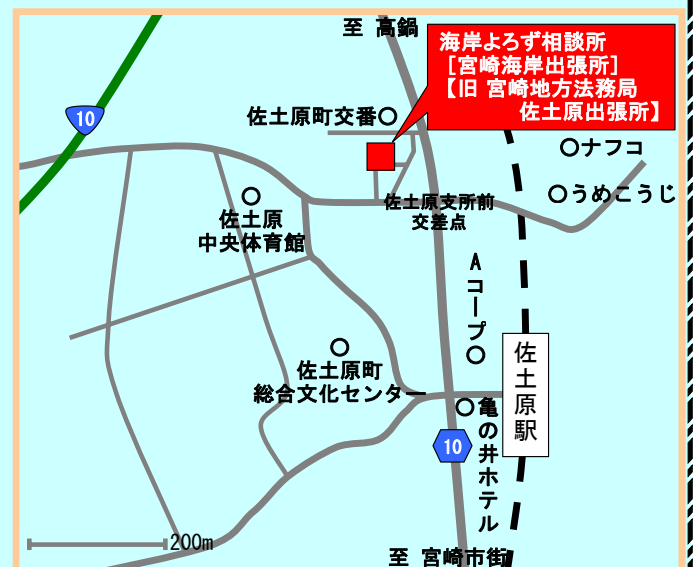 至 高鍋
海岸よろず相談所
［宮崎海岸出張所］
【旧 宮崎地方法務局
佐土原出張所】
10
佐土原町交番
ナフコ
うめこうじ
佐土原
中央体育館
佐土原支所前
交差点
Aコープ
佐土原町
総合文化センター
佐土原駅
亀の井ホテル
10
200m
至 宮崎市街